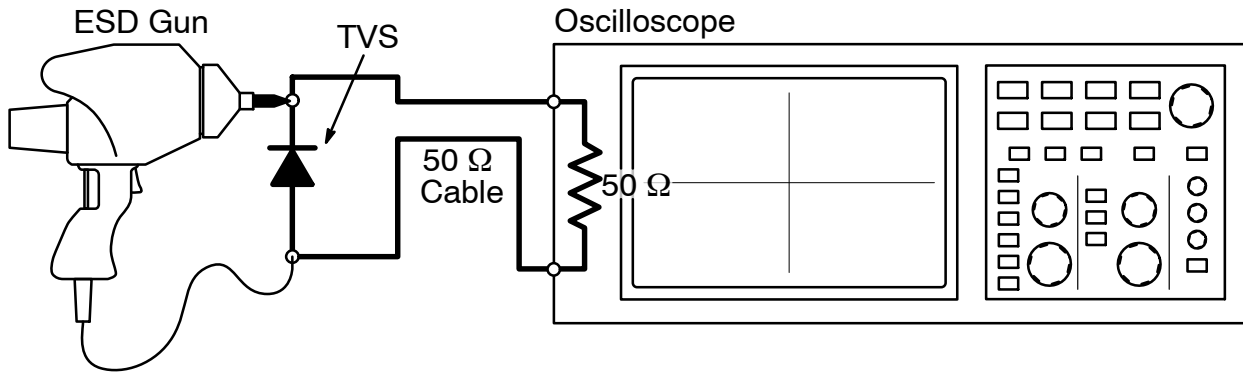 ESD Gun
TVS
Oscilloscope
50 Ω
Cable
50 Ω